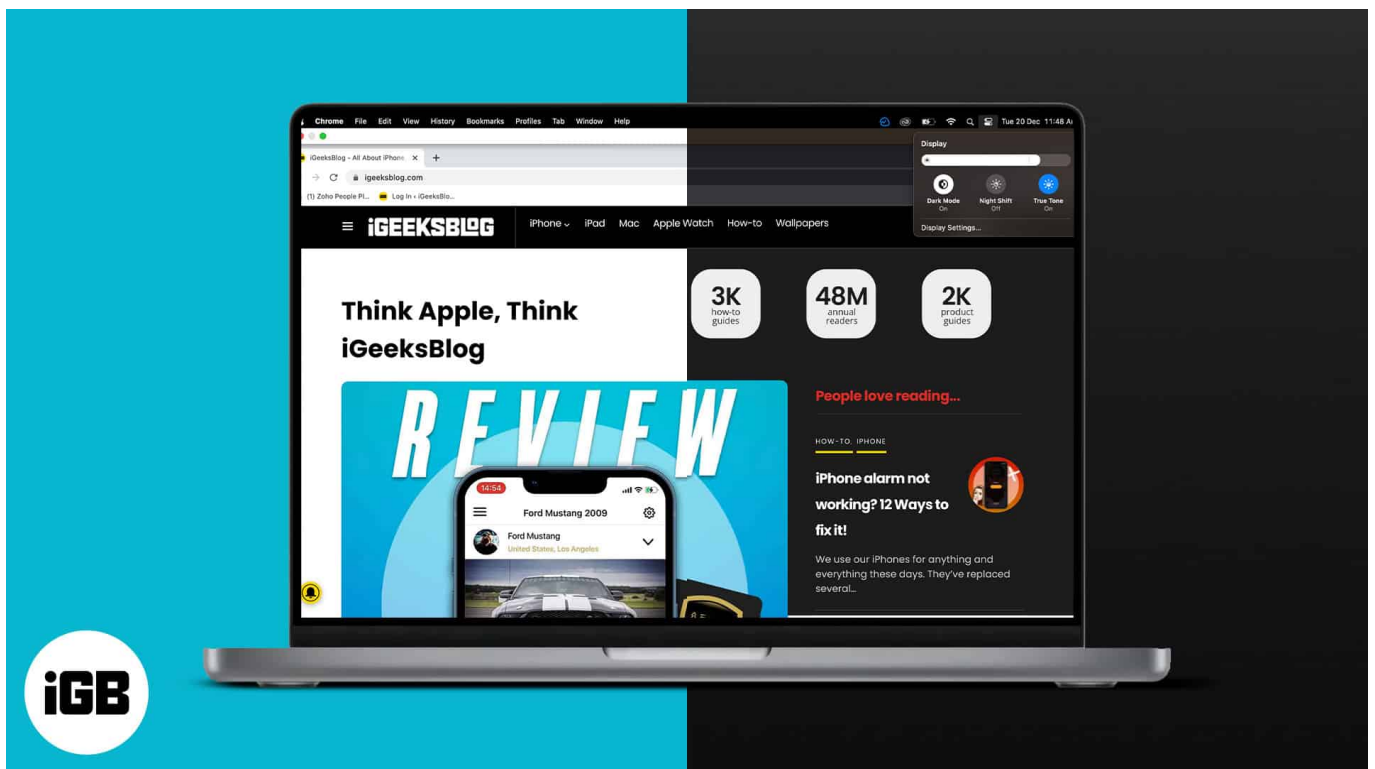 Chrome File Edit View History Bookmarks Profiles Tab Window Help
Tue 20 Dec 11:48 A
iGeeksBlog - All About iPhone
igeeksblog.com
(1) Zoho People Pl... Log In ‹ iGeeksBlo...
Display
Dark Mode Night Shift True Tone
On Off On
Display Settings...
iGEEKSBLOG
iPhone iPad Mac Apple Watch How-to Wallpapers
Think Apple, Think
iGeeksBlog
3K
how-to
guides
48M
annual
readers
2K
product
guides
REVIEW
14:54
Ford Mustang 2009
Ford Mustang
United States, Los Angeles
People love reading...
HOW-TO, IPHONE
iPhone alarm not
working? 12 Ways to
fix it!
We use our iPhones for anything and
everything these days. They've replaced
several...
iGB